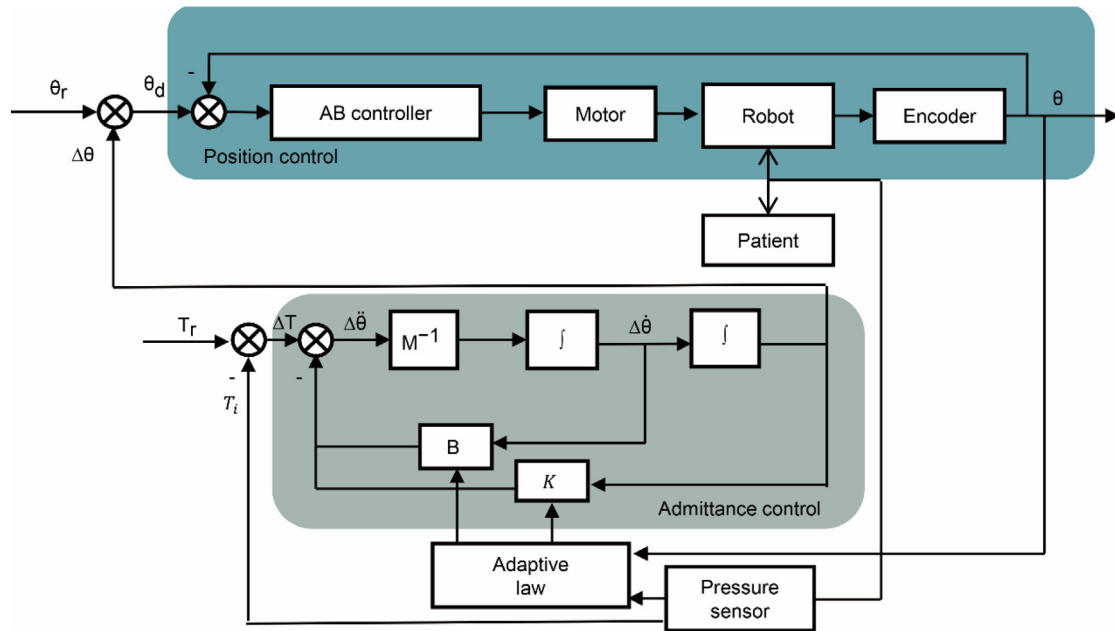 θr
θd
-
AB controller
Motor
Robot
Encoder
θ
Δθ
Position control
Patient
Tr
ΔT
Δθ̈
M⁻¹
∫
Δθ̇
∫
-
-
Ti
B
K
Admittance control
Adaptive
law
Pressure
sensor